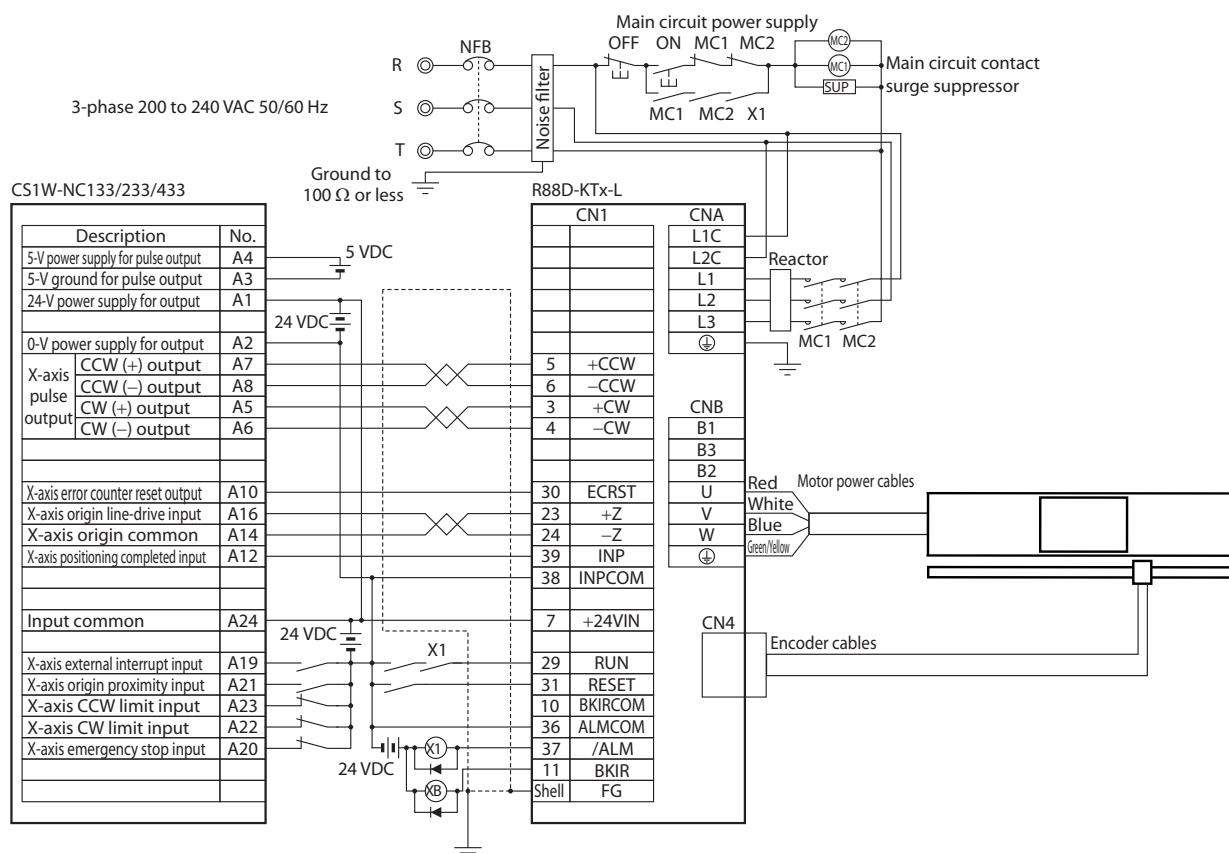 Main circuit power supply
OFF ON MC1 MC2
NFB
MC2
R
MC1
Main circuit contact
surge suppressor
SUP
3-phase 200 to 240 VAC 50/60 Hz
S
Noise filter
MC1 MC2 X1
T
Ground to
100 Ω or less
CS1W-NC133/233/433
R88D-KTx-L
CN1 CNA
Description No. L1C
5-V power supply for pulse output A4 5 VDC L2C Reactor
5-V ground for pulse output A3 L1
24-V power supply for output A1 L2
24 VDC L3
MC1 MC2
0-V power supply for output A2
X-axis pulse output
CCW (+) output A7 5 +CCW
CCW (−) output A8 6 −CCW
CW (+) output A5 3 +CW CNB
CW (−) output A6 4 −CW B1
B3
B2
X-axis error counter reset output A10 30 ECRST U Red Motor power cables
X-axis origin line-drive input A16 23 +Z V White
X-axis origin common A14 24 −Z W Blue
X-axis positioning completed input A12 39 INP Green/Yellow
38 INPCOM
Input common A24 7 +24VIN CN4
24 VDC
X1
Encoder cables
X-axis external interrupt input A19 29 RUN
X-axis origin proximity input A21 31 RESET
X-axis CCW limit input A23 10 BKIRCOM
X-axis CW limit input A22 36 ALMCOM
X-axis emergency stop input A20 X1 37 /ALM
24 VDC 11 BKIR
XB Shell FG